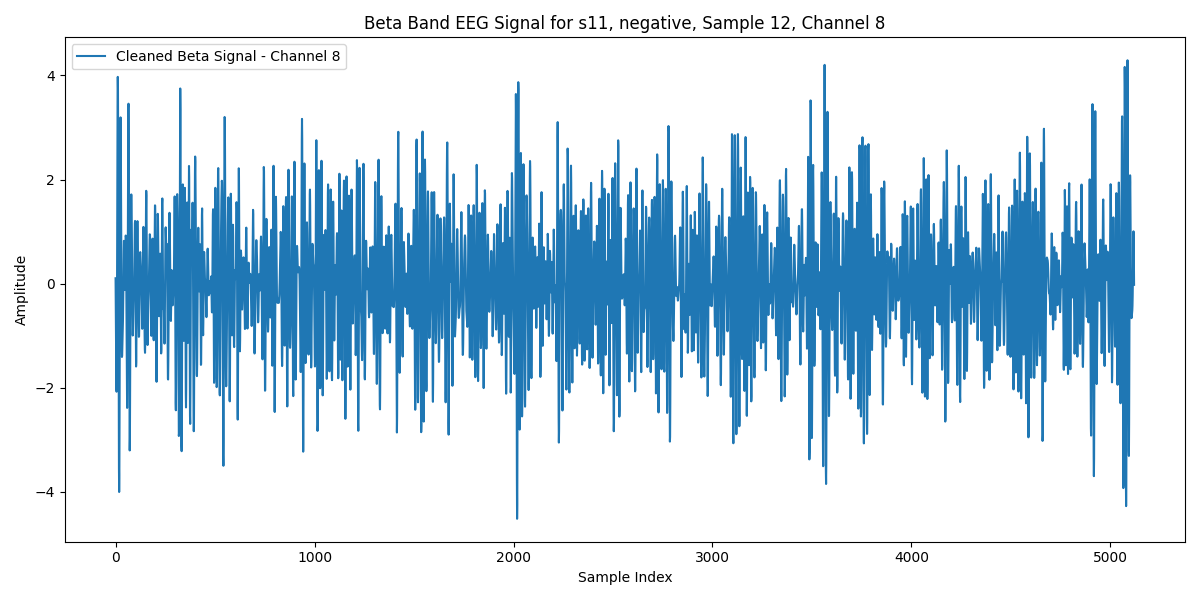 Beta Band EEG Signal for s11, negative, Sample 12, Channel 8
Cleaned Beta Signal - Channel 8
Amplitude
4
2
0
−2
−4
0
1000
2000
3000
4000
5000
Sample Index